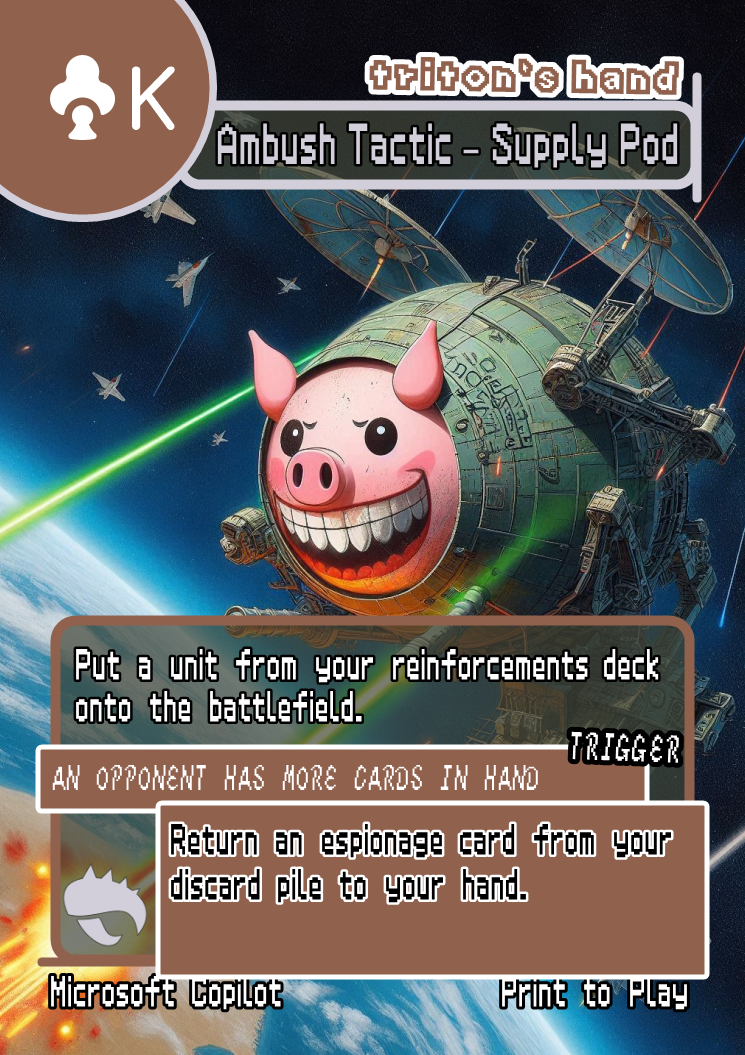 K
triton's hand
Ambush Tactic – Supply Pod
Put a unit from your reinforcements deck
onto the battlefield.
TRIGGER
AN OPPONENT HAS MORE CARDS IN HAND
Return an espionage card from your
discard pile to your hand.
Microsoft Copilot
Print to Play